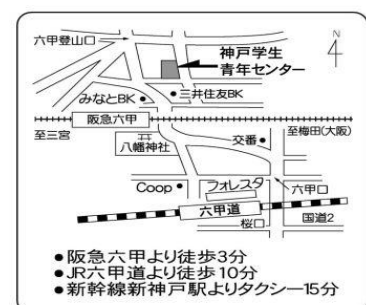 六甲登山口
神戸学生
青年センター
4
みなとBK
三井住友BK
阪急六甲
至三宮
八幡神社
交番
至梅田(大阪)
Coop
フォレスタ
六甲口
六甲道
桜口
国道2
●阪急六甲より徒歩3分
●JR六甲道より徒歩10分
●新幹線新神戸駅よりタクシー15分